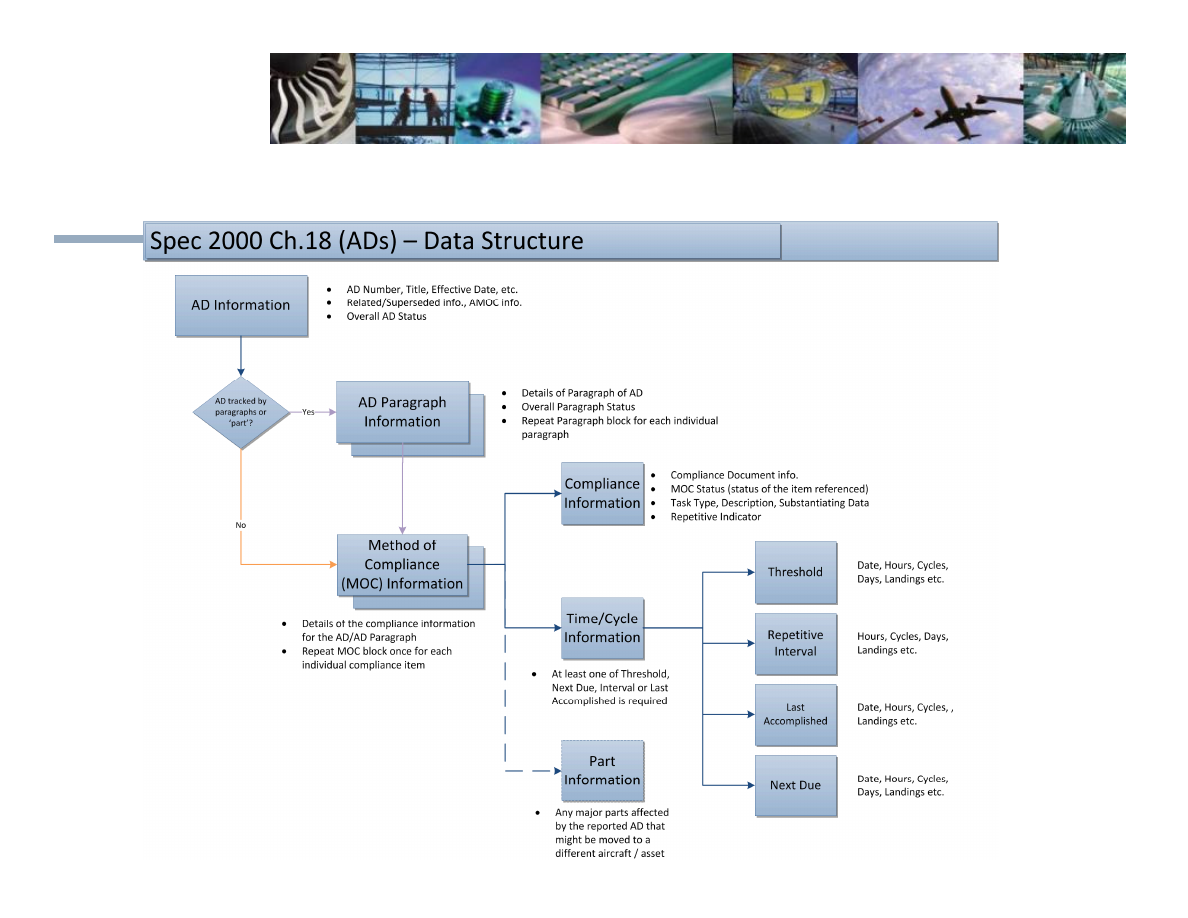 Spec 2000 Ch.18 (ADs) – Data Structure
AD Information
• AD Number, Title, Effective Date, etc.
• Related/Superseded info., AMOC info.
• Overall AD Status
AD tracked by
paragraphs or
‘part’?
Yes
AD Paragraph
Information
• Details of Paragraph of AD
• Overall Paragraph Status
• Repeat Paragraph block for each individual
paragraph
No
Method of
Compliance
(MOC) Information
• Details of the compliance information
for the AD/AD Paragraph
• Repeat MOC block once for each
individual compliance item
Compliance
Information
• Compliance Document info.
• MOC Status (status of the item referenced)
• Task Type, Description, Substantiating Data
• Repetitive Indicator
Time/Cycle
Information
• At least one of Threshold,
Next Due, Interval or Last
Accomplished is required
Threshold
Date, Hours, Cycles,
Days, Landings etc.
Repetitive
Interval
Hours, Cycles, Days,
Landings etc.
Last
Accomplished
Date, Hours, Cycles, ,
Landings etc.
Next Due
Date, Hours, Cycles,
Days, Landings etc.
Part
Information
• Any major parts affected
by the reported AD that
might be moved to a
different aircraft / asset